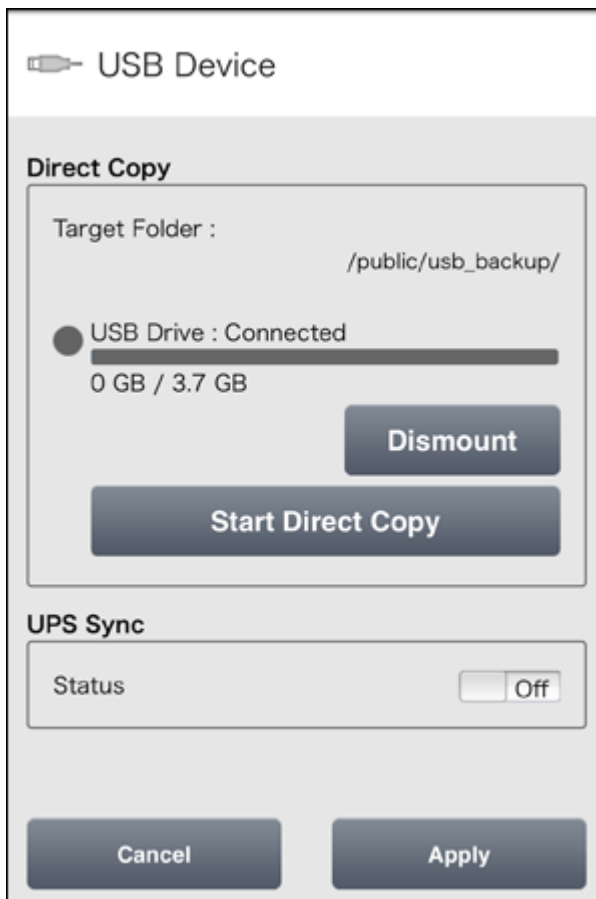 USB Device
Direct Copy
Target Folder :
/public/usb_backup/
USB Drive : Connected
0 GB / 3.7 GB
Dismount
Start Direct Copy
UPS Sync
Status
Off
Cancel
Apply